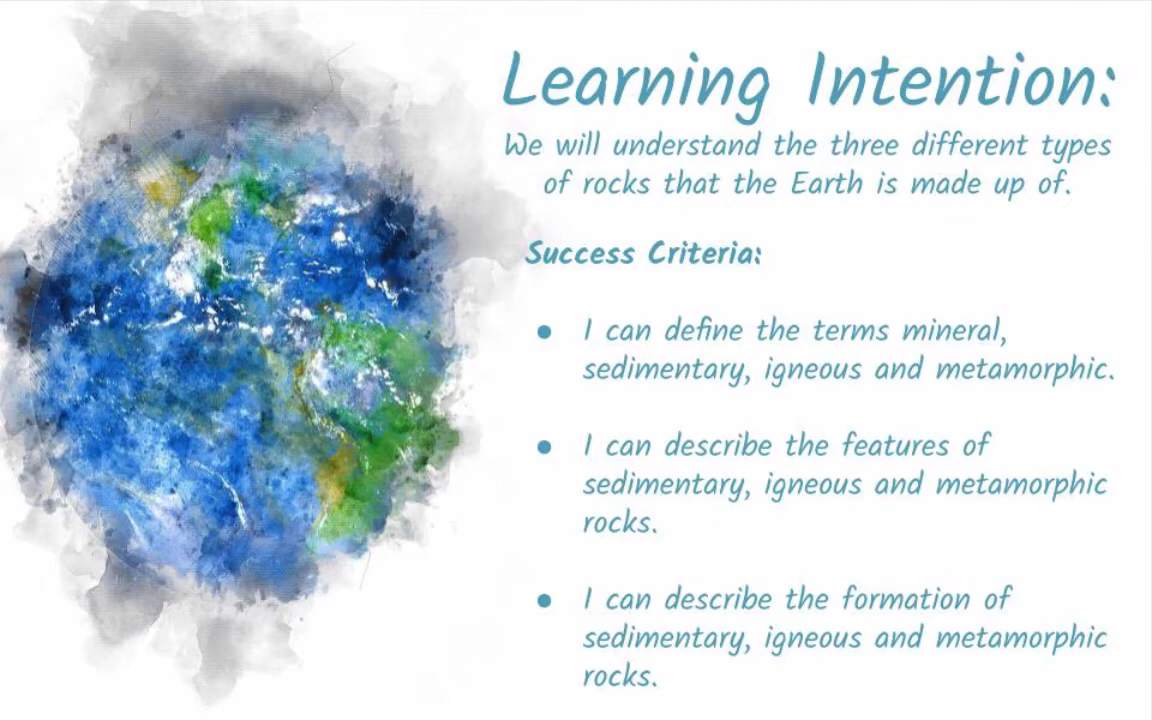 Learning Intention:
We will understand the three different types
of rocks that the Earth is made up of.
Success Criteria:
● I can define the terms mineral,
sedimentary, igneous and metamorphic.
● I can describe the features of
sedimentary, igneous and metamorphic
rocks.
● I can describe the formation of
sedimentary, igneous and metamorphic
rocks.